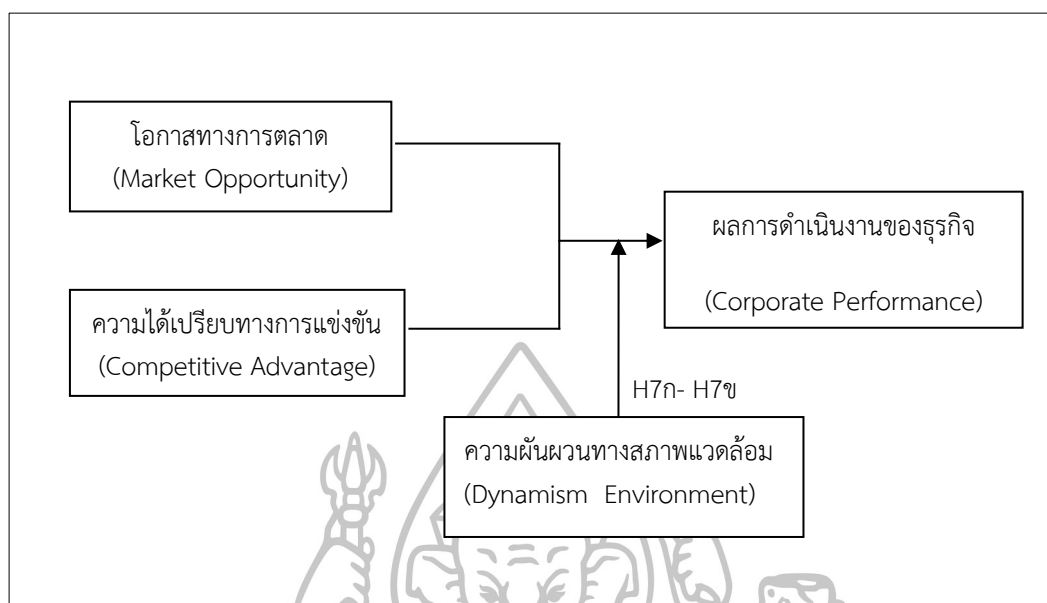 โอกาสทางการตลาด
(Market Opportunity)
ความได้เปรียบทางการแข่งขัน
(Competitive Advantage)
ผลการดำเนินงานของธุรกิจ
(Corporate Performance)
H7ก- H7ข
ความผันผวนทางสภาพแวดล้อม
(Dynamism Environment)